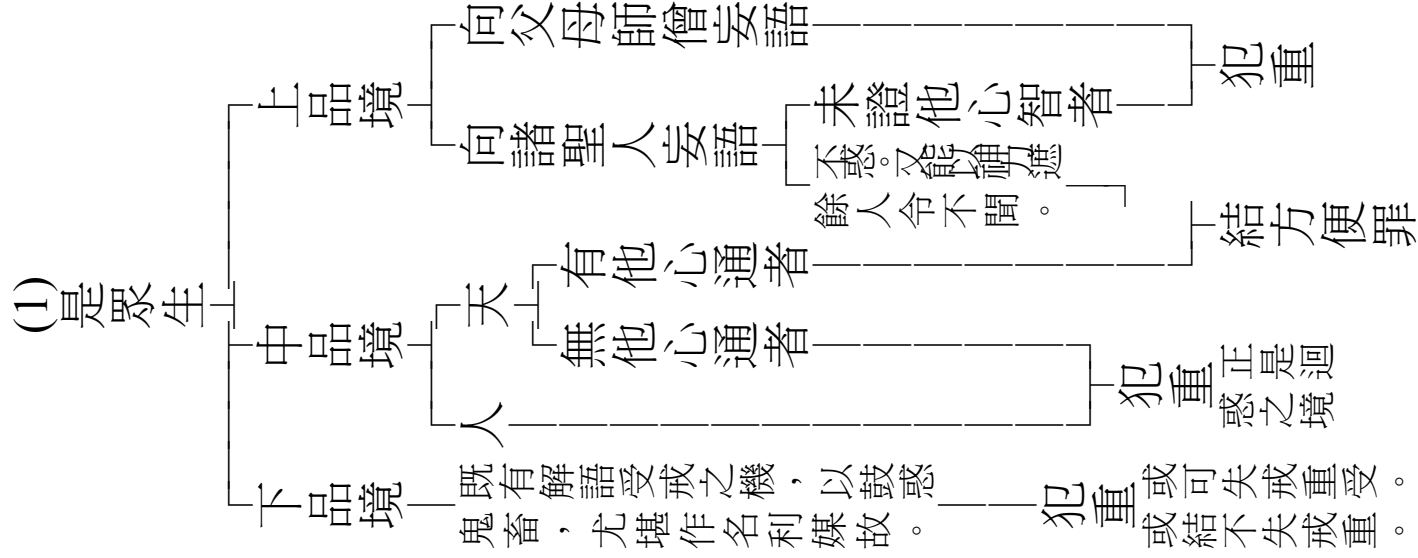 (1)是眾生
上品境
向父母師僧妄語
犯重
向諸聖人妄語
未證他心智者
不惑。又能以神力遮
餘人令不聞。
結方便罪
中品境
天
有他心通者
無他心通者
人
犯重
正是迴
惑之境
下品境
既有解語受戒之機，以鼓惑
鬼畜，尤堪作名利媒故。
犯重
或可失戒重受。
或結不失戒重。